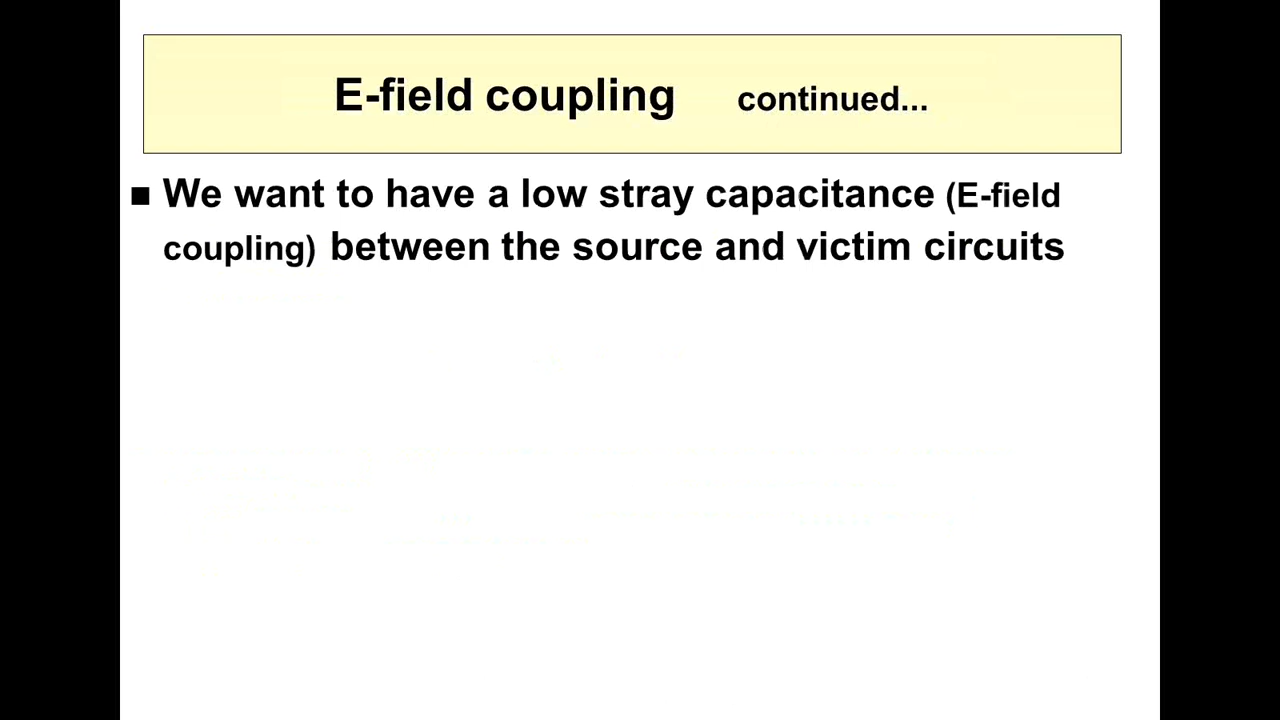 E-field coupling continued...
■ We want to have a low stray capacitance (E-field
coupling) between the source and victim circuits